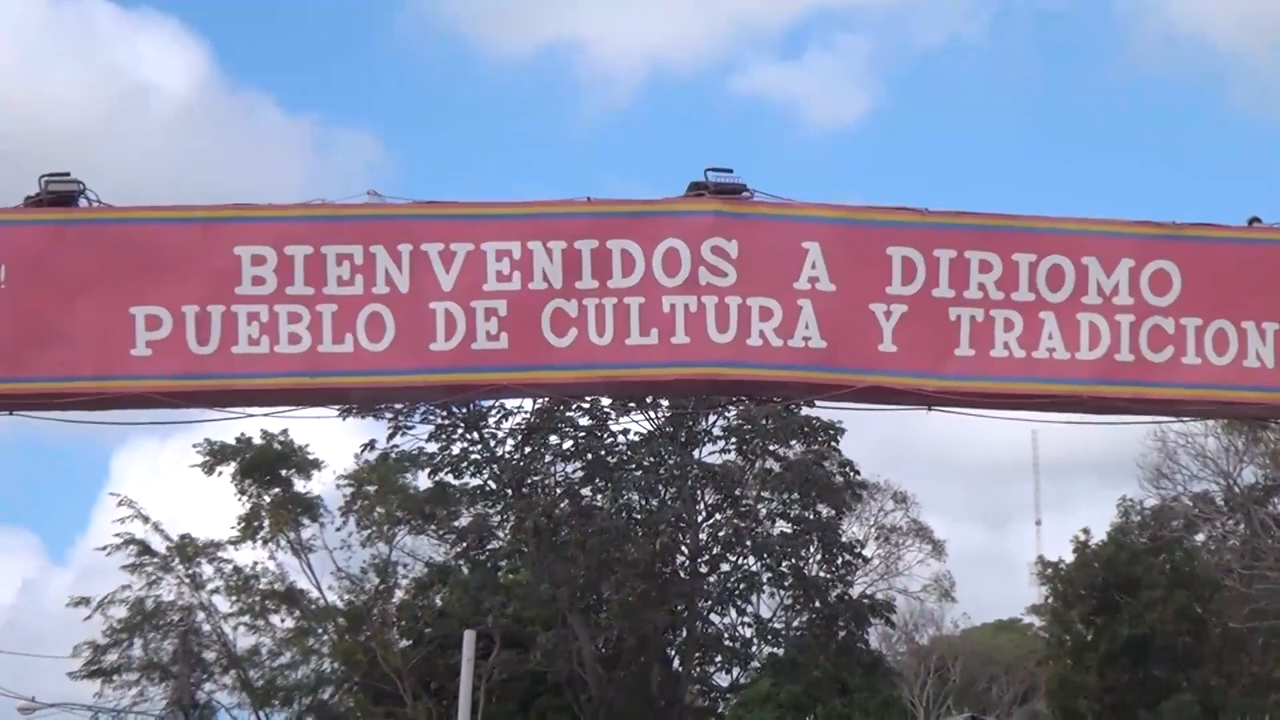 !
BIENVENIDOS A DIRIOMO
PUEBLO DE CULTURA Y TRADICION